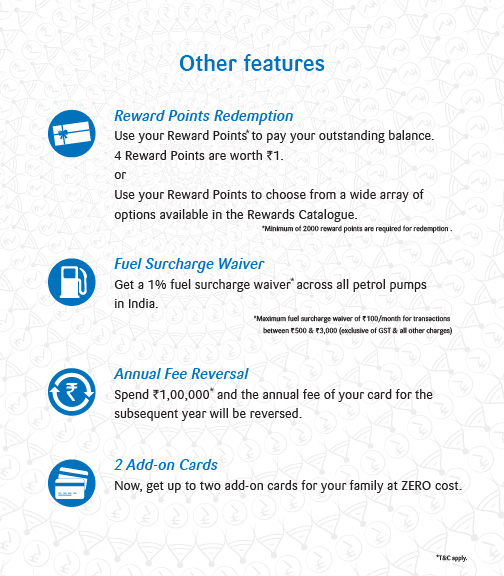 Other features
Reward Points Redemption
Use your Reward Points* to pay your outstanding balance.
4 Reward Points are worth ₹1.
or
Use your Reward Points to choose from a wide array of
options available in the Rewards Catalogue.
*Minimum of 2000 reward points are required for redemption .
Fuel Surcharge Waiver
Get a 1% fuel surcharge waiver* across all petrol pumps
in India.
*Maximum fuel surcharge waiver of ₹100/month for transactions
between ₹500 & ₹3,000 (exclusive of GST & all other charges)
₹
Annual Fee Reversal
Spend ₹1,00,000* and the annual fee of your card for the
subsequent year will be reversed.
2 Add-on Cards
Now, get up to two add-on cards for your family at ZERO cost.
*T&C apply.